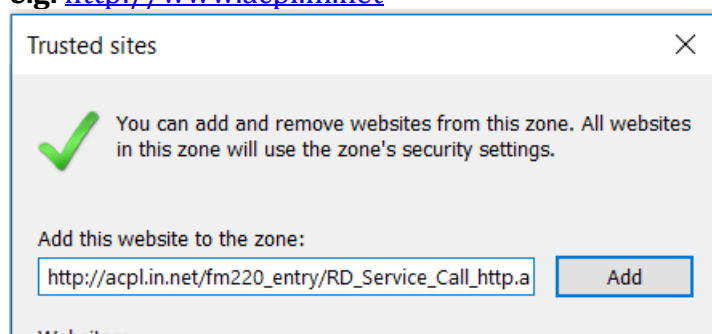 Trusted sites
You can add and remove websites from this zone. All websites
in this zone will use the zone's security settings.
Add this website to the zone:
http://acpl.in.net/fm220_entry/RD_Service_Call_http.a
Add